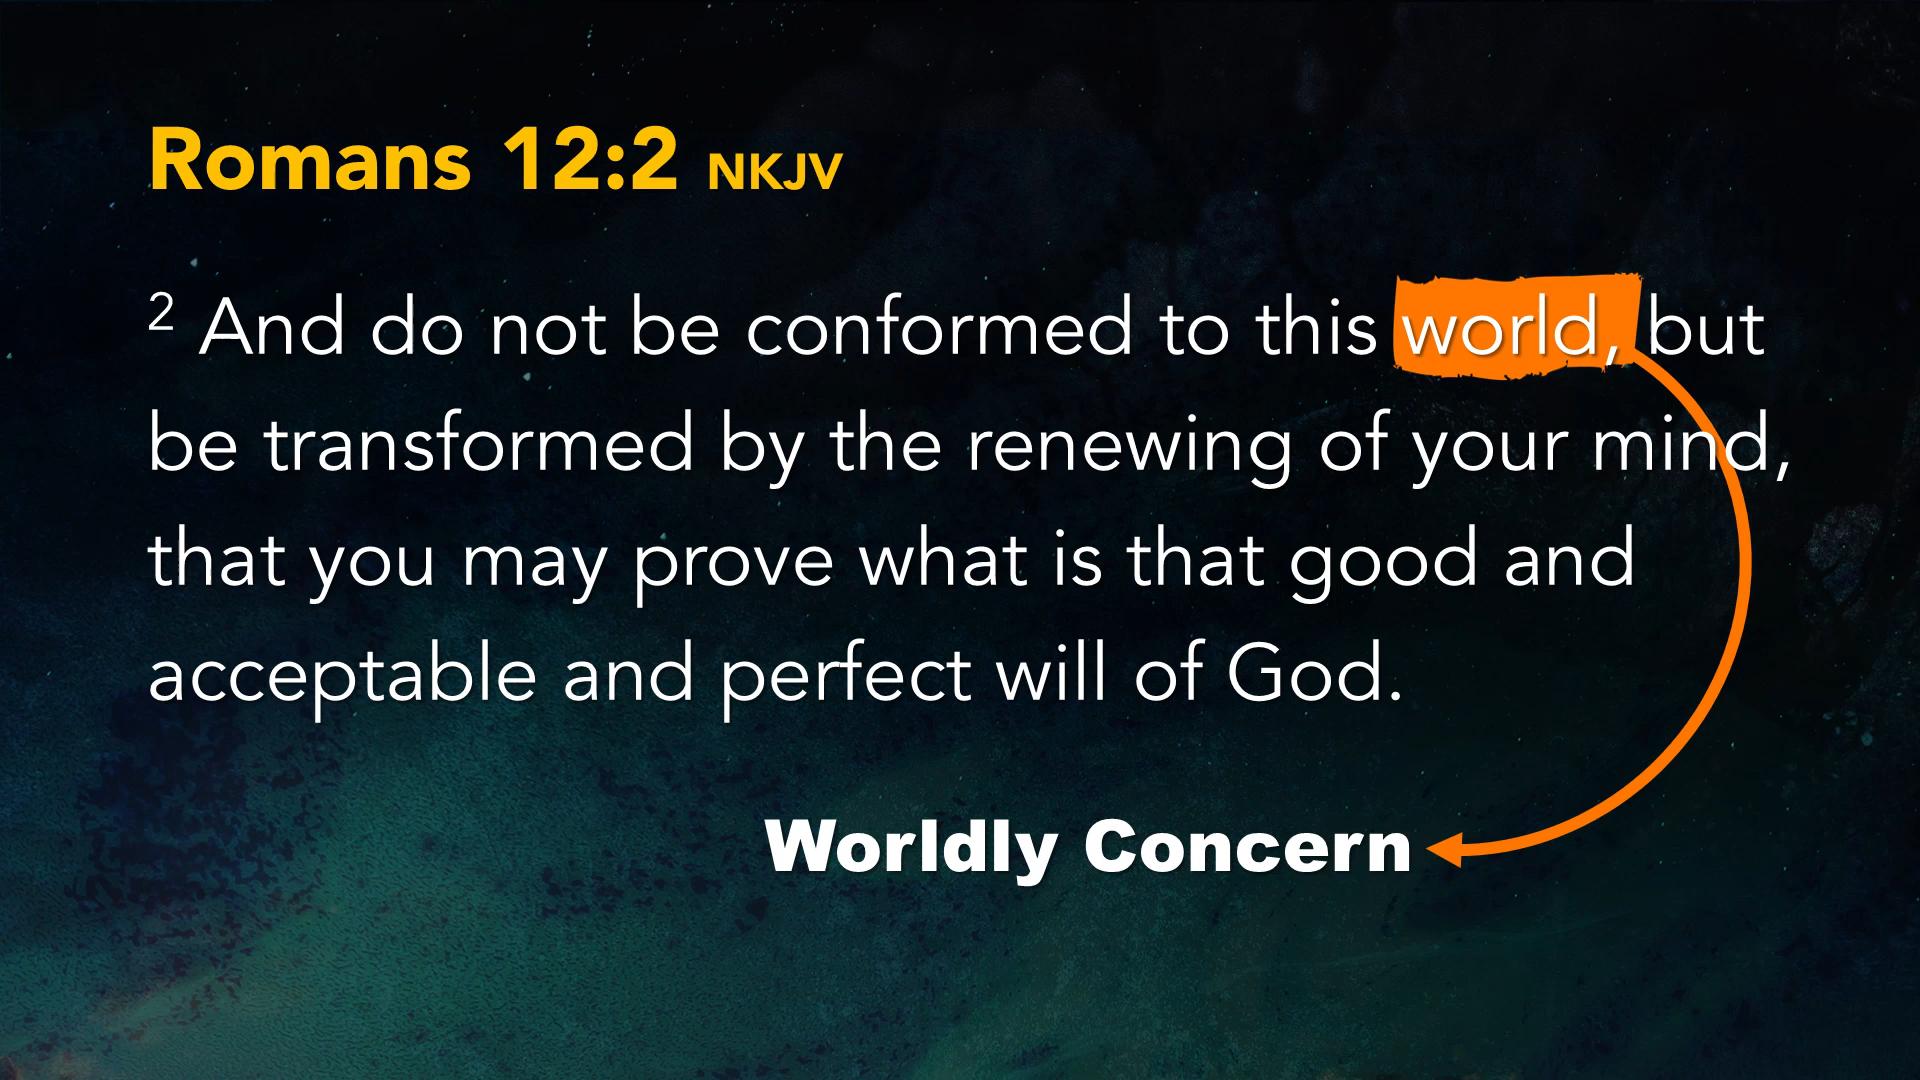 Romans 12:2 NKJV
2 And do not be conformed to this world, but
be transformed by the renewing of your mind,
that you may prove what is that good and
acceptable and perfect will of God.
Worldly Concern